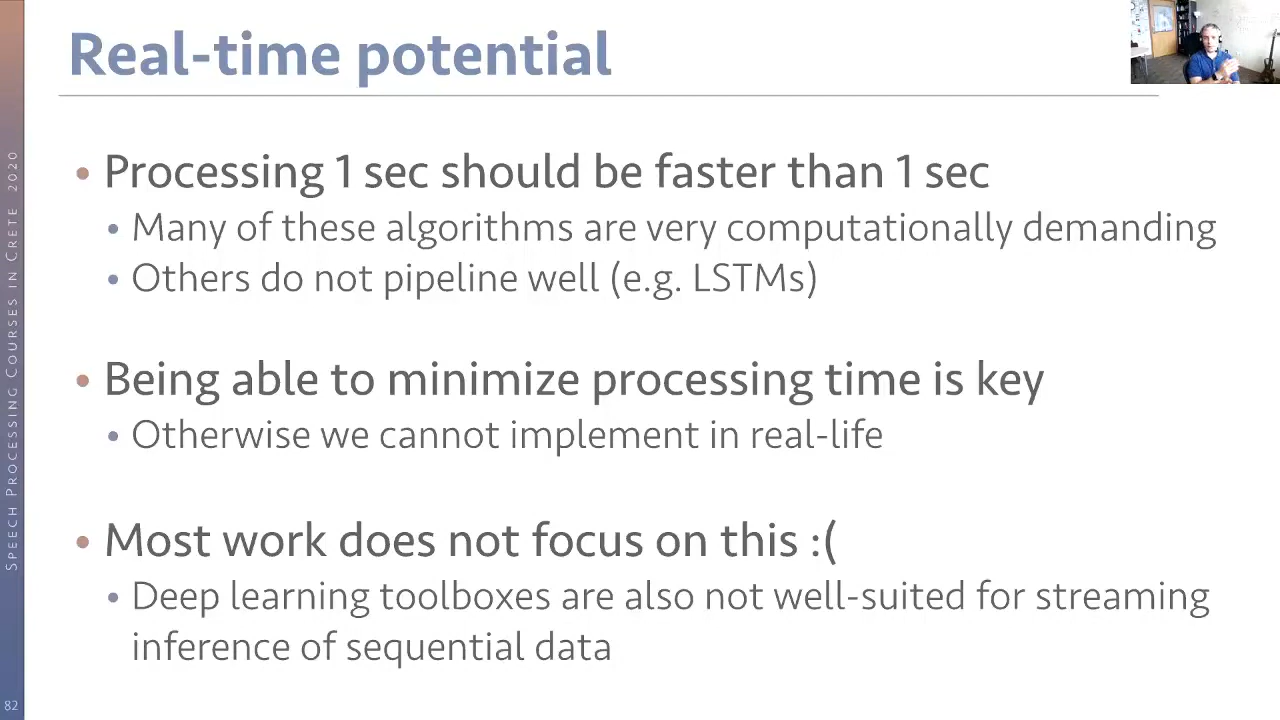 Real-time potential
• Processing 1 sec should be faster than 1 sec
• Many of these algorithms are very computationally demanding
• Others do not pipeline well (e.g. LSTMs)
• Being able to minimize processing time is key
• Otherwise we cannot implement in real-life
• Most work does not focus on this :(
• Deep learning toolboxes are also not well-suited for streaming
inference of sequential data
SPEECH PROCESSING COURSES IN CRETE 2020
82